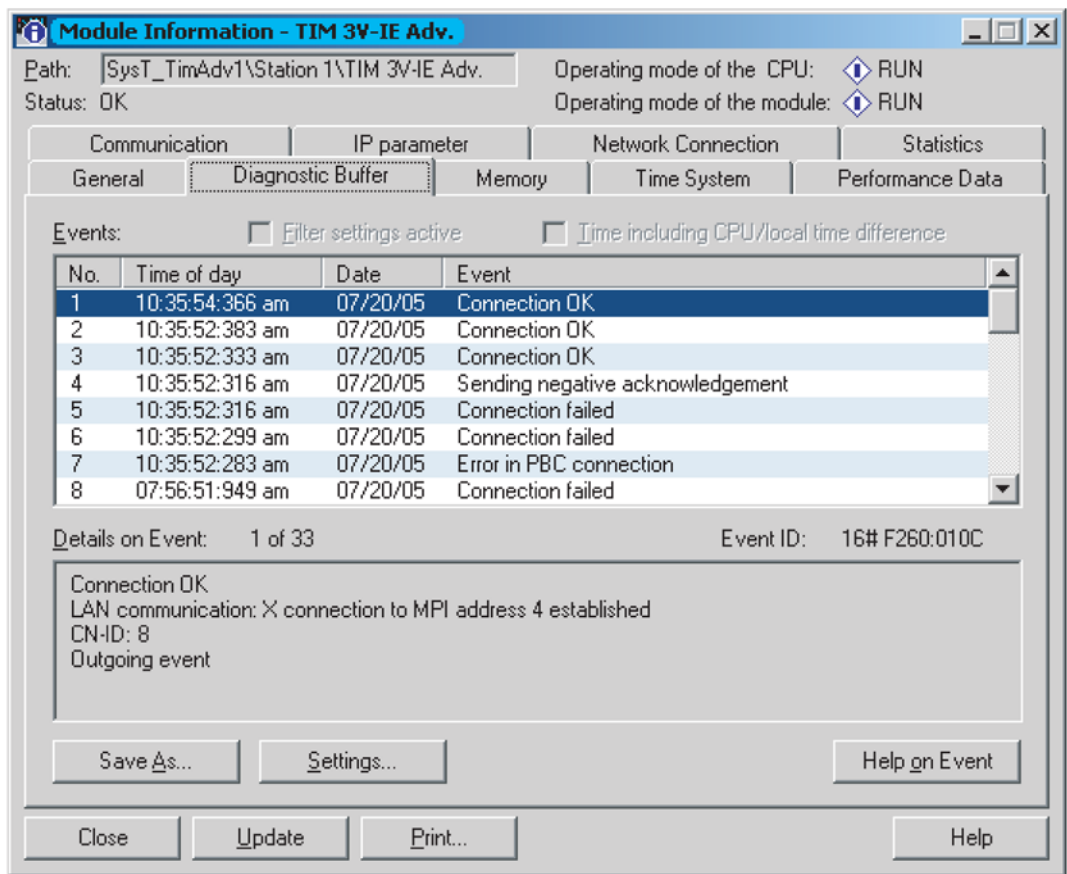 Module Information - TIM 3V-IE Adv.
Path: SysT_TimAdv1\Station 1\TIM 3V-IE Adv. Operating mode of the CPU: RUN
Status: OK Operating mode of the module: RUN
Communication IP parameter Network Connection Statistics
General Diagnostic Buffer Memory Time System Performance Data
Events: Filter settings active Time including CPU/local time difference
No. Time of day Date Event
1 10:35:54:366 am 07/20/05 Connection OK
2 10:35:52:383 am 07/20/05 Connection OK
3 10:35:52:333 am 07/20/05 Connection OK
4 10:35:52:316 am 07/20/05 Sending negative acknowledgement
5 10:35:52:316 am 07/20/05 Connection failed
6 10:35:52:299 am 07/20/05 Connection failed
7 10:35:52:283 am 07/20/05 Error in PBC connection
8 07:56:51:949 am 07/20/05 Connection failed
Details on Event: 1 of 33 Event ID: 16# F260:010C
Connection OK
LAN communication: X connection to MPI address 4 established
CN-ID: 8
Outgoing event
Save As... Settings... Help on Event
Close Update Print... Help